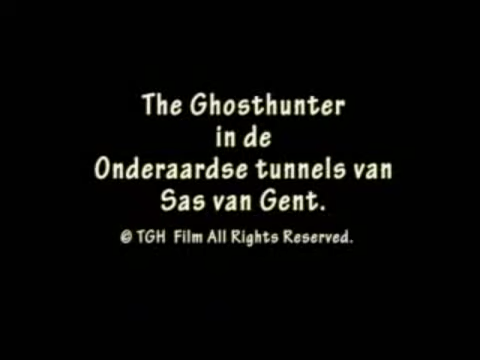 The Ghosthunter
in de
Onderaardse tunnels van
Sas van Gent.
© TGH Film All Rights Reserved.